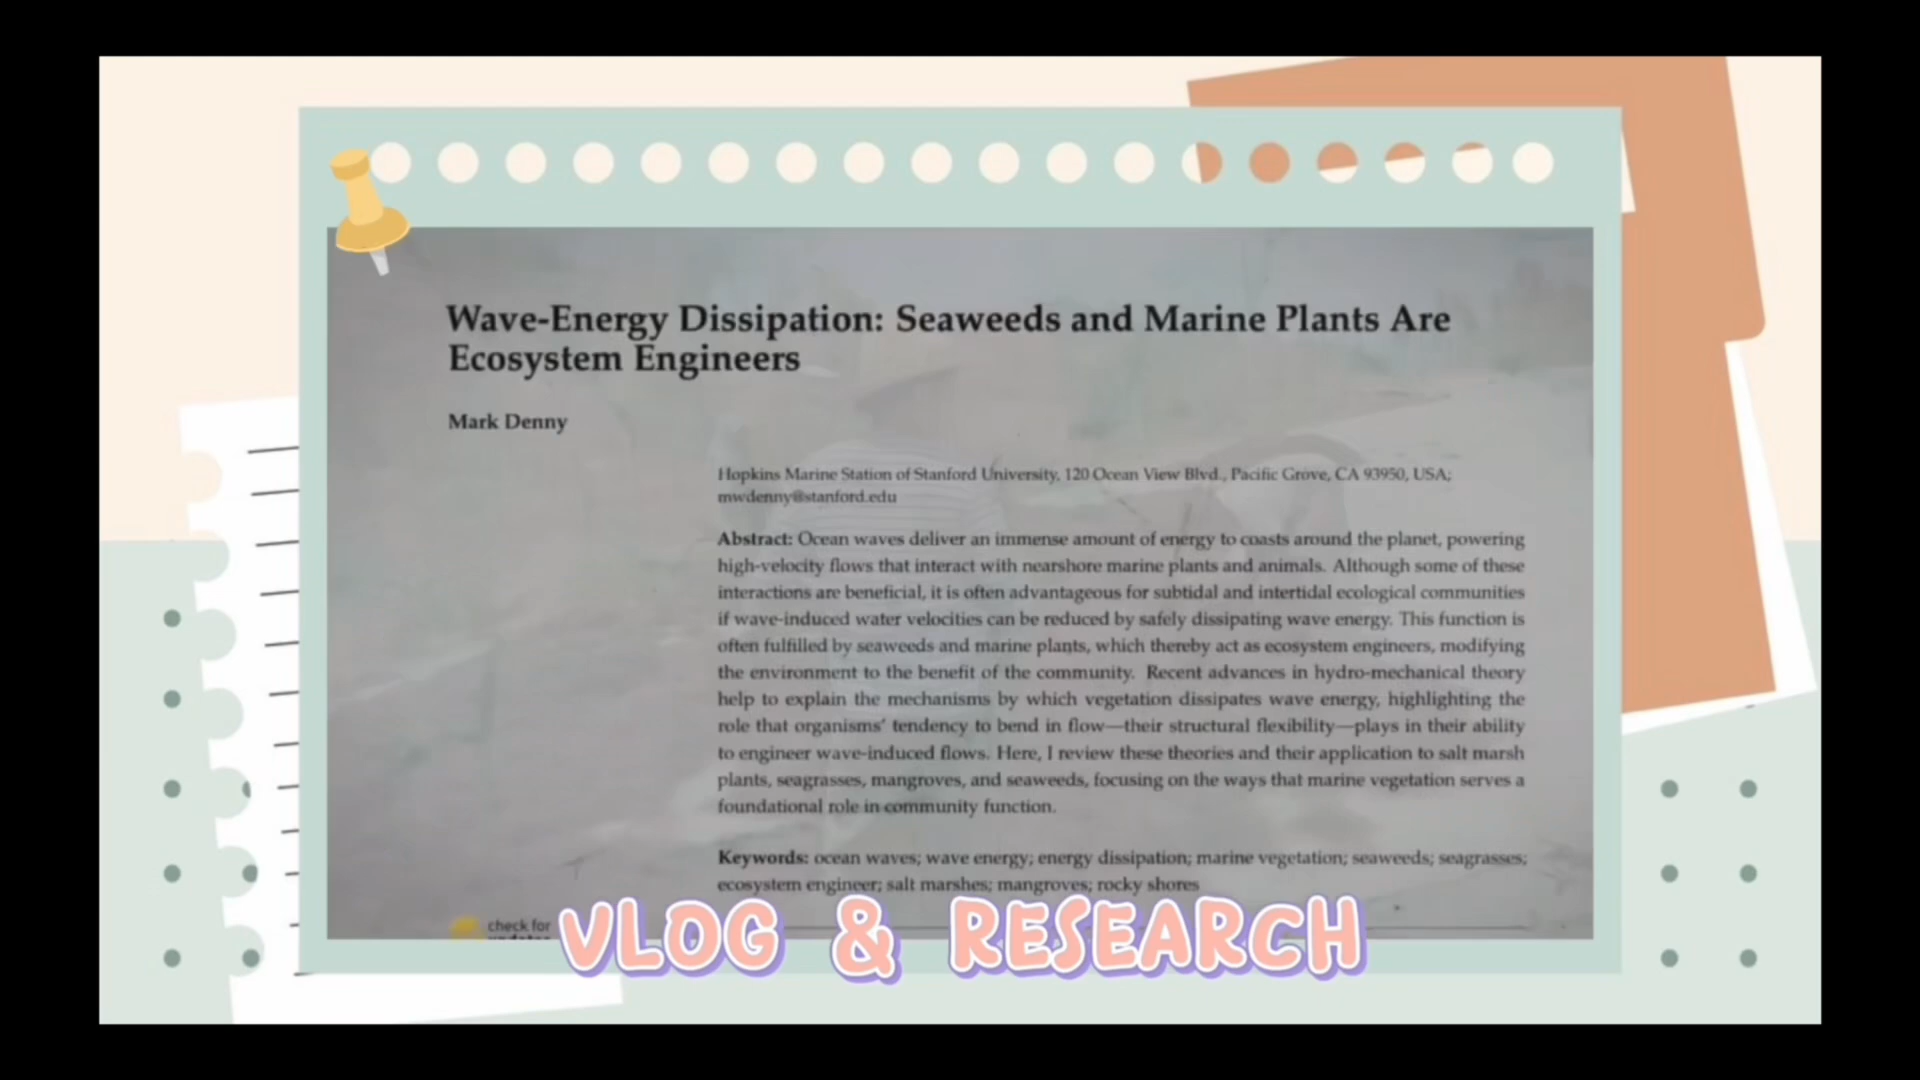 Wave-Energy Dissipation: Seaweeds and Marine Plants Are
Ecosystem Engineers
Mark Denny
Hopkins Marine Station of Stanford University, 120 Ocean View Blvd., Pacific Grove, CA 93950, USA;
mwdenny@stanford.edu
Abstract: Ocean waves deliver an immense amount of energy to coasts around the planet, powering
high-velocity flows that interact with nearshore marine plants and animals. Although some of these
interactions are beneficial, it is often advantageous for subtidal and intertidal ecological communities
if wave-induced water velocities can be reduced by safely dissipating wave energy. This function is
often fulfilled by seaweeds and marine plants, which thereby act as ecosystem engineers, modifying
the environment to the benefit of the community. Recent advances in hydro-mechanical theory
help to explain the mechanisms by which vegetation dissipates wave energy, highlighting the
role that organisms' tendency to bend in flow—their structural flexibility—plays in their ability
to engineer wave-induced flows. Here, I review these theories and their application to salt marsh
plants, seagrasses, mangroves, and seaweeds, focusing on the ways that marine vegetation serves a
foundational role in community function.
Keywords: ocean waves; wave energy; energy dissipation; marine vegetation; seaweeds; seagrasses;
ecosystem engineer; salt marshes; mangroves; rocky shores
check for
VLOG & RESEARCH